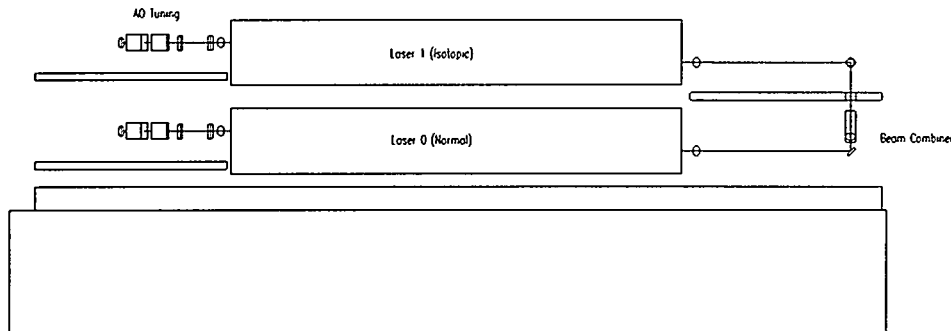 AO Tuning
Laser 1 (Isotopic)
Laser 0 (Normal)
Beam Combiner